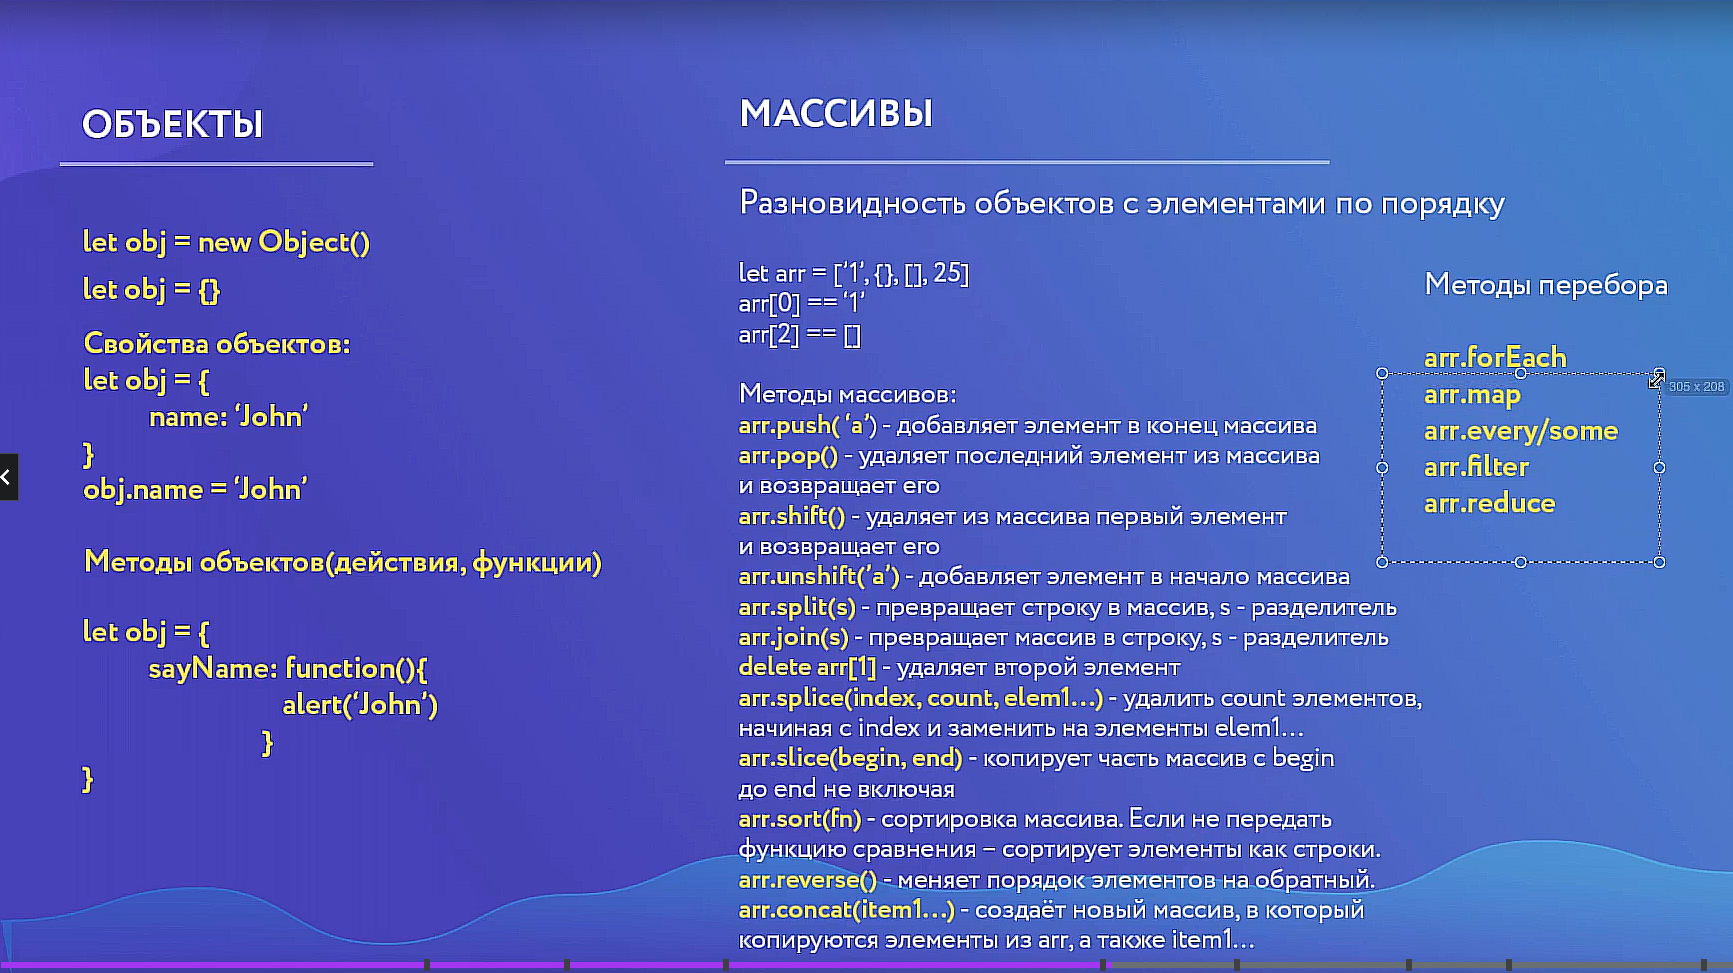 ОБЪЕКТЫ
let obj = new Object()
let obj = {}
Свойства объектов:
let obj = {
name: ‘John’
}
obj.name = ‘John’
Методы объектов(действия, функции)
let obj = {
sayName: function(){
alert(‘John’)
}
}
МАССИВЫ
Разновидность объектов с элементами по порядку
let arr = [’1’, {}, [], 25]
arr[0] == ‘1’
arr[2] == []
Методы массивов:
arr.push( ‘a’) - добавляет элемент в конец массива
arr.pop() - удаляет последний элемент из массива
и возвращает его
arr.shift() - удаляет из массива первый элемент
и возвращает его
arr.unshift(’a’) - добавляет элемент в начало массива
arr.split(s) - превращает строку в массив, s - разделитель
arr.join(s) - превращает массив в строку, s - разделитель
delete arr[1] - удаляет второй элемент
arr.splice(index, count, elem1...) - удалить count элементов,
начиная с index и заменить на элементы elem1...
arr.slice(begin, end) - копирует часть массив с begin
до end не включая
arr.sort(fn) - сортировка массива. Если не передать
функцию сравнения – сортирует элементы как строки.
arr.reverse() - меняет порядок элементов на обратный.
arr.concat(item1...) - создаёт новый массив, в который
копируются элементы из arr, а также item1...
Методы перебора
arr.forEach
arr.map
arr.every/some
arr.filter
arr.reduce
305 x 208